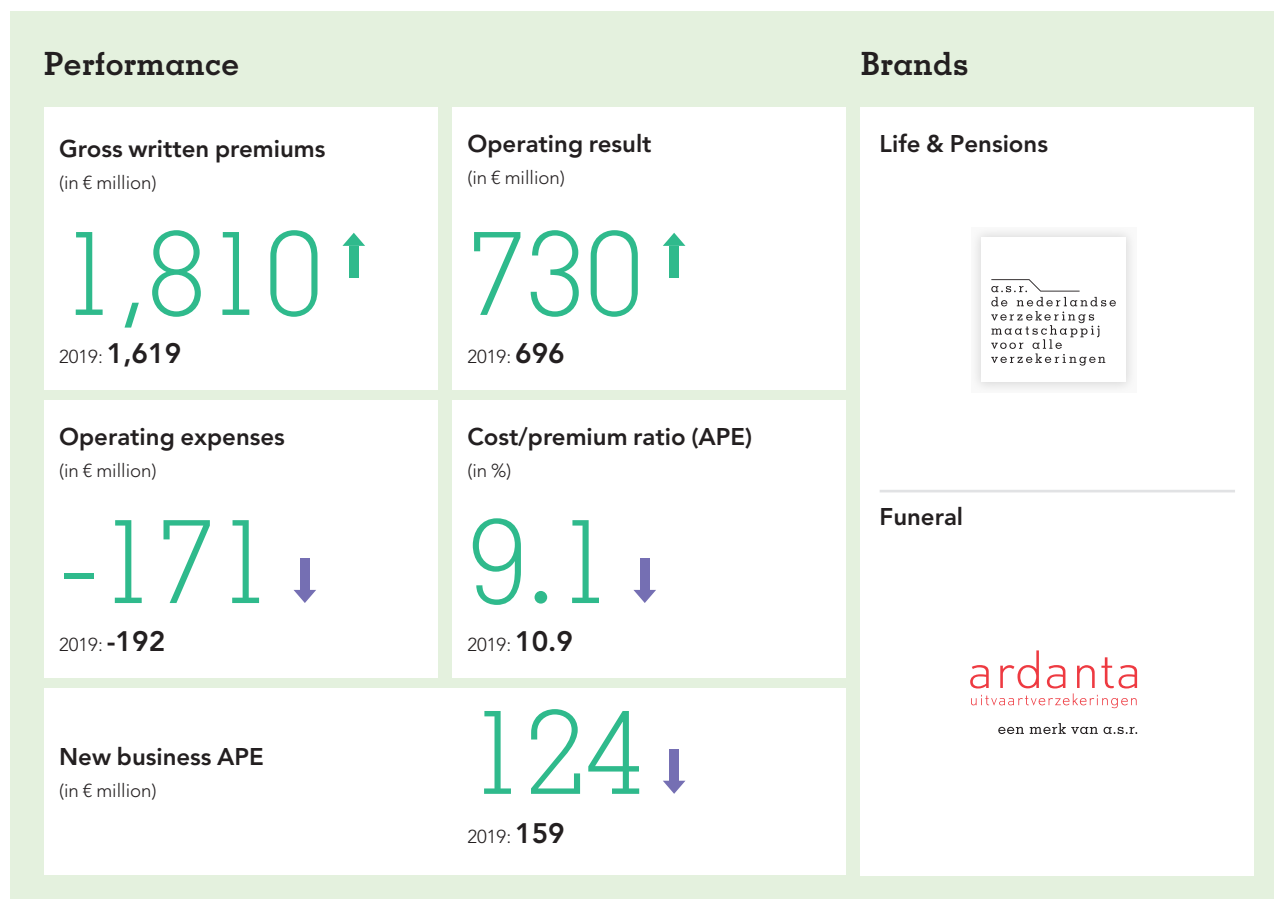 Performance
Gross written premiums
(in € million)
1,810
2019: 1,619
Operating result
(in € million)
730
2019: 696
Operating expenses
(in € million)
-171
2019: -192
Cost/premium ratio (APE)
(in %)
9.1
2019: 10.9
New business APE
(in € million)
124
2019: 159
Brands
Life & Pensions
a.s.r.
de nederlandse
verzekerings
maatschappij
voor alle
verzekeringen
Funeral
ardanta
uitvaartverzekeringen
een merk van a.s.r.